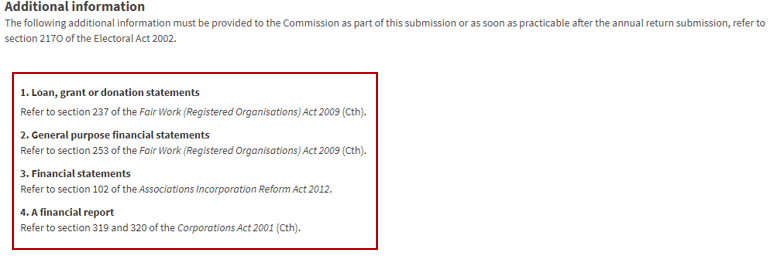 Additional information
The following additional information must be provided to the Commission as part of this submission or as soon as practicable after the annual return submission, refer to
section 217O of the Electoral Act 2002.
1. Loan, grant or donation statements
Refer to section 237 of the Fair Work (Registered Organisations) Act 2009 (Cth).
2. General purpose financial statements
Refer to section 253 of the Fair Work (Registered Organisations) Act 2009 (Cth).
3. Financial statements
Refer to section 102 of the Associations Incorporation Reform Act 2012.
4. A financial report
Refer to section 319 and 320 of the Corporations Act 2001 (Cth).